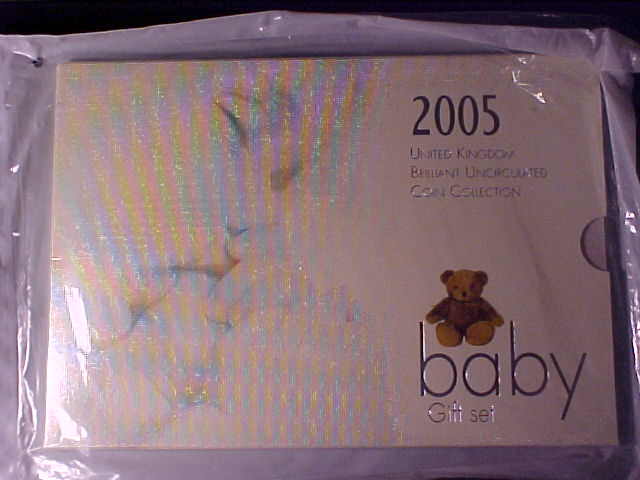 2005
UNITED KINGDOM
BRILLIANT UNCIRCULATED
COIN COLLECTION
baby
Gift set